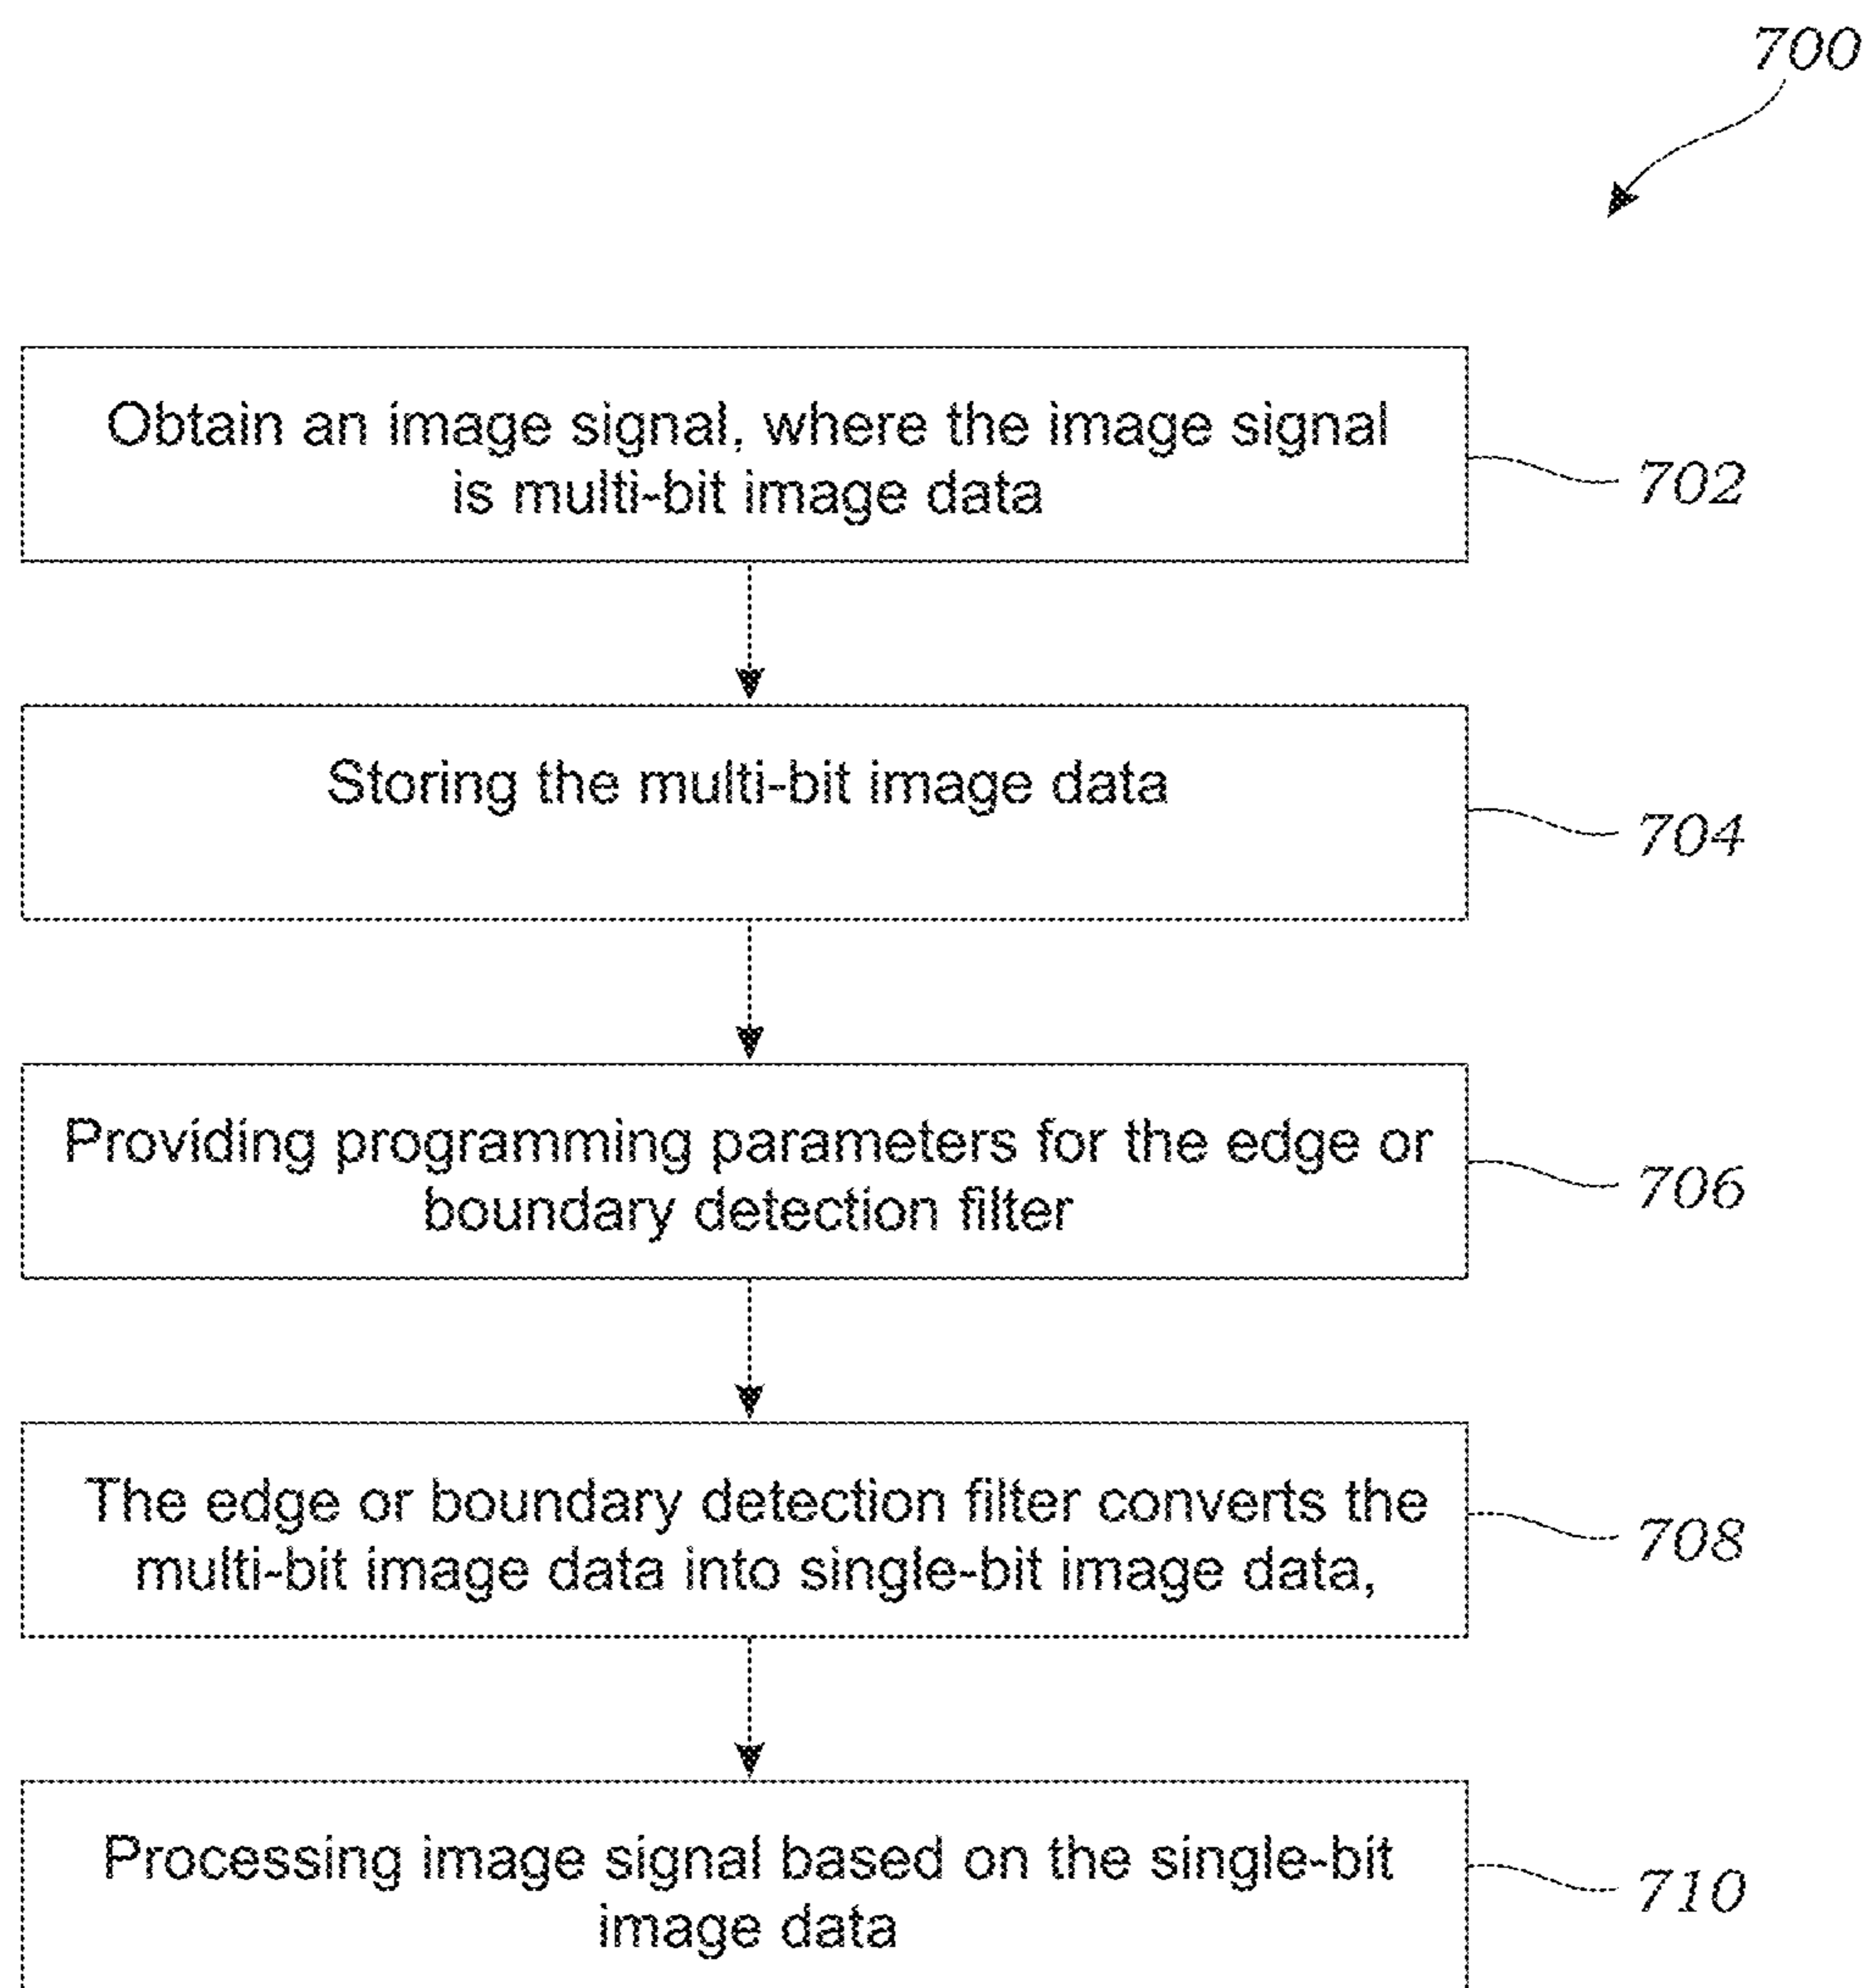 700
Obtain an image signal, where the image signal
is multi-bit image data
702
Storing the multi-bit image data
704
Providing programming parameters for the edge or
boundary detection filter
706
The edge or boundary detection filter converts the
multi-bit image data into single-bit image data,
708
Processing image signal based on the single-bit
image data
710